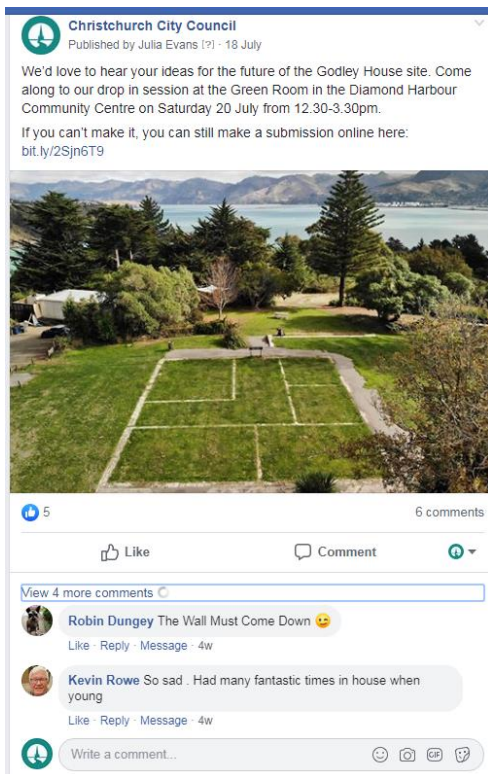 Christchurch City Council
Published by Julia Evans [?] · 18 July
We'd love to hear your ideas for the future of the Godley House site. Come
along to our drop in session at the Green Room in the Diamond Harbour
Community Centre on Saturday 20 July from 12.30-3.30pm.
If you can't make it, you can still make a submission online here:
bit.ly/2Sjn6T9
5
6 comments
Like
Comment
View 4 more comments
Robin Dungey The Wall Must Come Down 😉
Like · Reply · Message · 4w
Kevin Rowe So sad . Had many fantastic times in house when
young
Like · Reply · Message · 4w
Write a comment...
GIF